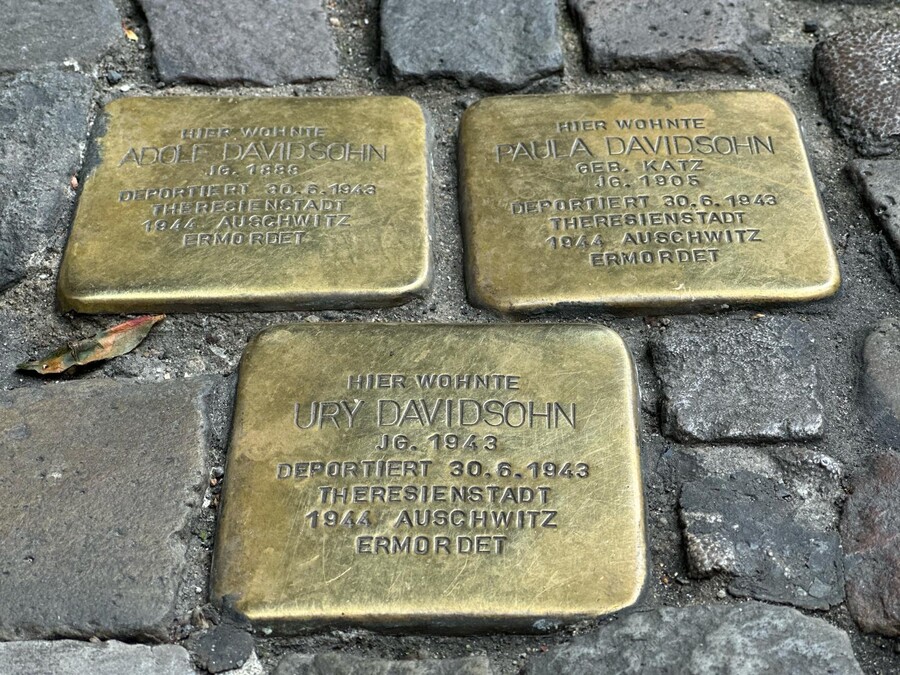 HIER WOHNTE
ADOLF DAVIDSOHN
JG. 1888
DEPORTIERT 30.6.1943
THERESIENSTADT
1944 AUSCHWITZ
ERMORDET
HIER WOHNTE
PAULA DAVIDSOHN
GEB. KATZ
JG. 1905
DEPORTIERT 30.6.1943
THERESIENSTADT
1944 AUSCHWITZ
ERMORDET
HIER WOHNTE
URY DAVIDSOHN
JG. 1943
DEPORTIERT 30.6.1943
THERESIENSTADT
1944 AUSCHWITZ
ERMORDET